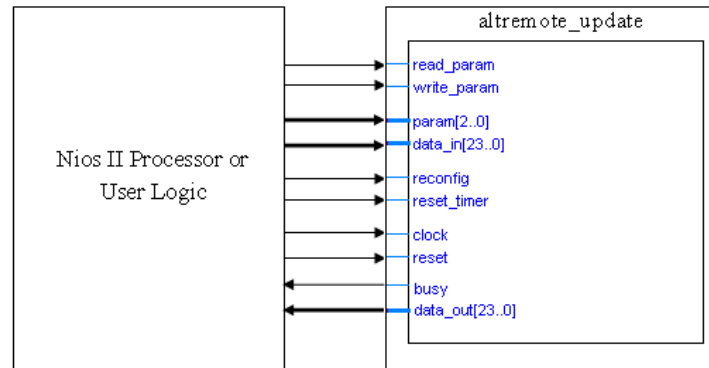 altremote_update
read_param
write_param
param[2..0]
data_in[23..0]
Nios II Processor or
User Logic
reconfig
reset_timer
clock
reset
busy
data_out[23..0]